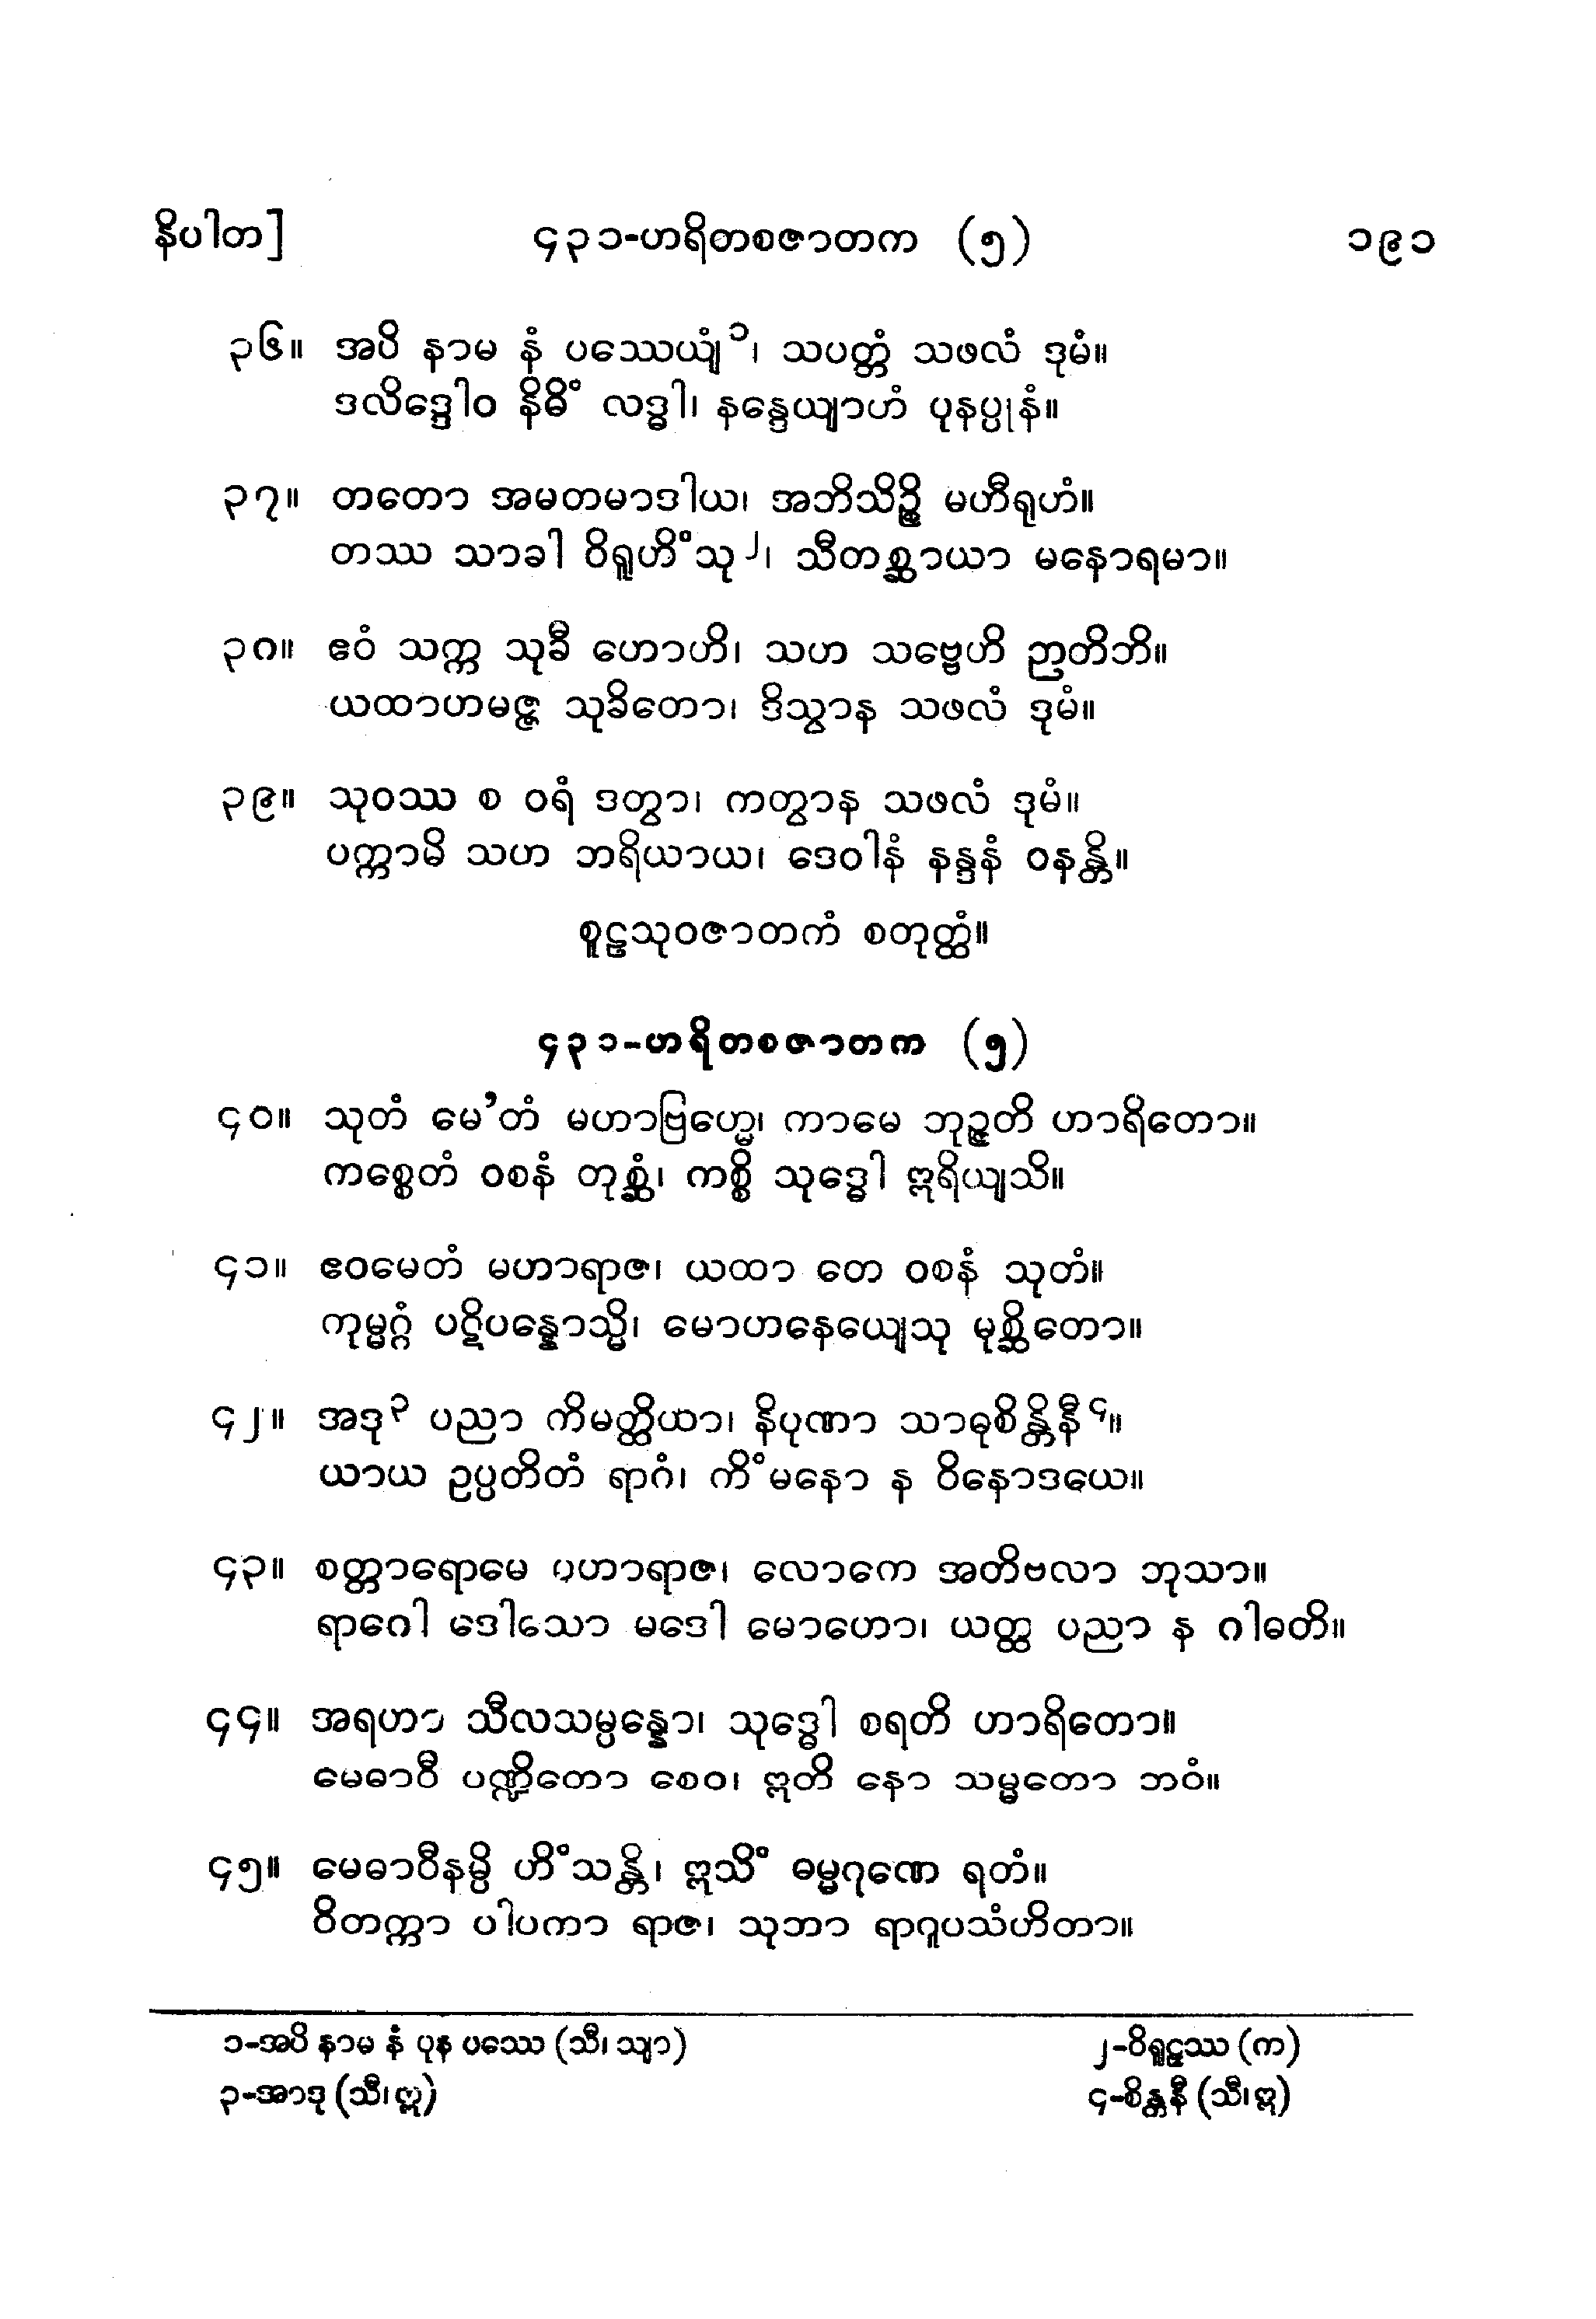 နိပါတ]	၄၃၁-ဟရိတစဇာတက (၅)	၁၉၁
၃၆။ အပိ နာမ နံ ပဿေယျံ၁၊ သပတ္တံ သဖလံ ဒုမံ။
ဒလိဒ္ဒေါဝ နိဓိံ လဒ္ဓါ၊ နန္ဒေယျာဟံ ပုနပ္ပုနံ။
၃၇။ တတော အမတမာဒါယ၊ အဘိသိဉ္စိ မဟီရုဟံ။
တဿ သာခါ ဝိရူဟိံသု၂၊ သီတစ္ဆာယာ မနောရမာ။
၃၈။ ဧဝံ သက္က သုခီ ဟောဟိ၊ သဟ သဗ္ဗေဟိ ဉာတိဘိ။
ယထာဟမဇ္ဇ သုခိတော၊ ဒိသွာန သဖလံ ဒုမံ။
၃၉။ သုဝဿ စ ဝရံ ဒတွာ၊ ကတွာန သဖလံ ဒုမံ။
ပက္ကာမိ သဟ ဘရိယာယ၊ ဒေဝါနံ နန္ဒနံ ဝနန္တိ။
စူဠသုဝဇာတကံ စတုတ္ထံ။
၄၃၁-ဟရိတစဇာတက (၅)
၄၀။ သုတံ မေ’တံ မဟာဗြဟ္မေ၊ ကာမေ ဘုဉ္ဇတိ ဟာရိတော။
ကစ္စေတံ ဝစနံ တုစ္ဆံ၊ ကစ္စိ သုဒ္ဓေါ ဣရိယျသိ။
၄၁။ ဧဝမေတံ မဟာရာဇ၊ ယထာ တေ ဝစနံ သုတံ။
ကုမ္မဂ္ဂံ ပဋိပန္နောသ္မိ၊ မောဟနေယျေသု မုစ္ဆိတော။
၄၂။ အဒု၃ ပညာ ကိမတ္ထိယာ၊ နိပုဏာ သာဓုစိန္တိနီ၄။
ယာယ ဥပ္ပတိတံ ရာဂံ၊ ကိံမနော န ဝိနောဒယေ။
၄၃။ စတ္တာရောမေ မဟာရာဇ၊ လောကေ အတိဗလာ ဘုသာ။
ရာဂေါ ဒေါသော မဒေါ မောဟော၊ ယတ္ထ ပညာ န ဂါဓတိ။
၄၄။ အရဟာ သီလသမ္ပန္နော၊ သုဒ္ဓေါ စရတိ ဟာရိတော။
မေဓာဝီ ပဏ္ဍိတော စေဝ၊ ဣတိ နော သမ္မတော ဘဝံ။
၄၅။ မေဓာဝီနမ္ပိ ဟိံသန္တိ၊ ဣသိံ ဓမ္မဂုဏေ ရတံ။
ဝိတက္ကာ ပါပကာ ရာဇ၊ သုဘာ ရာဂူပသံဟိတာ။
၁-အပိ နာမ နံ ပုန ပဿေ (သီ၊ သျာ)	၂-ဝိရူဠှဿ (က)
၃-အာဒု (သီ၊ ဣ)	၄-စိန္တနီ (သီ၊ ဣ)